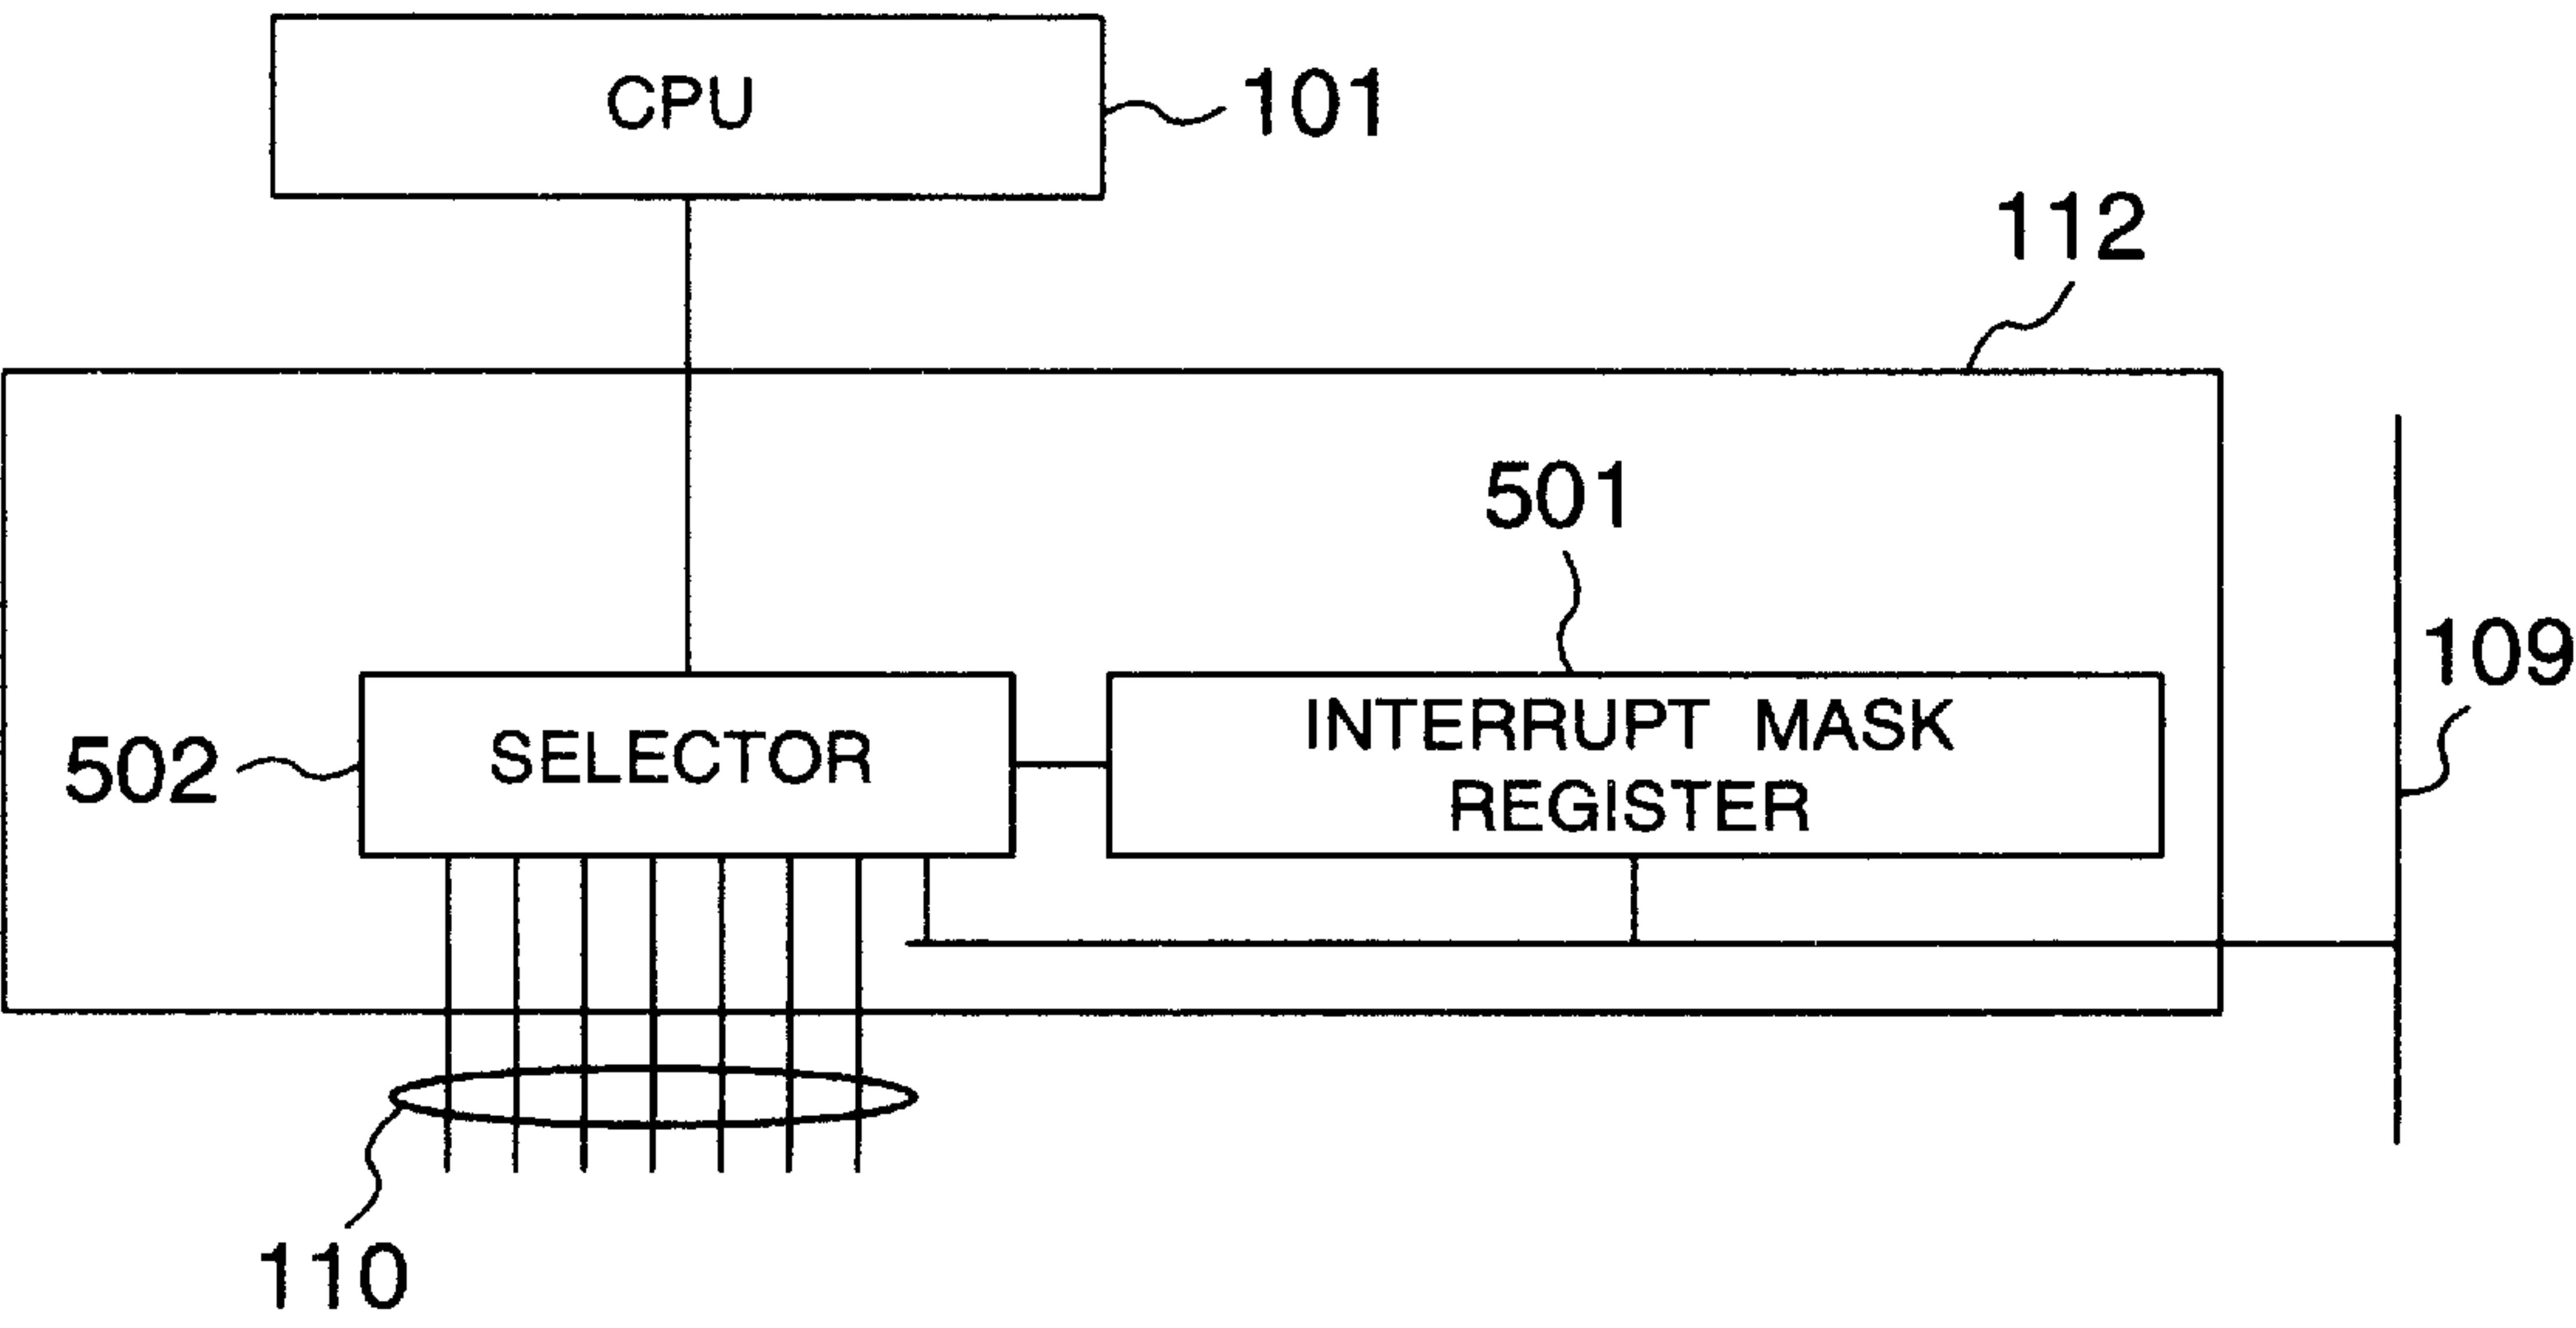 CPU
101
112
501
109
502
SELECTOR
INTERRUPT MASK
REGISTER
110